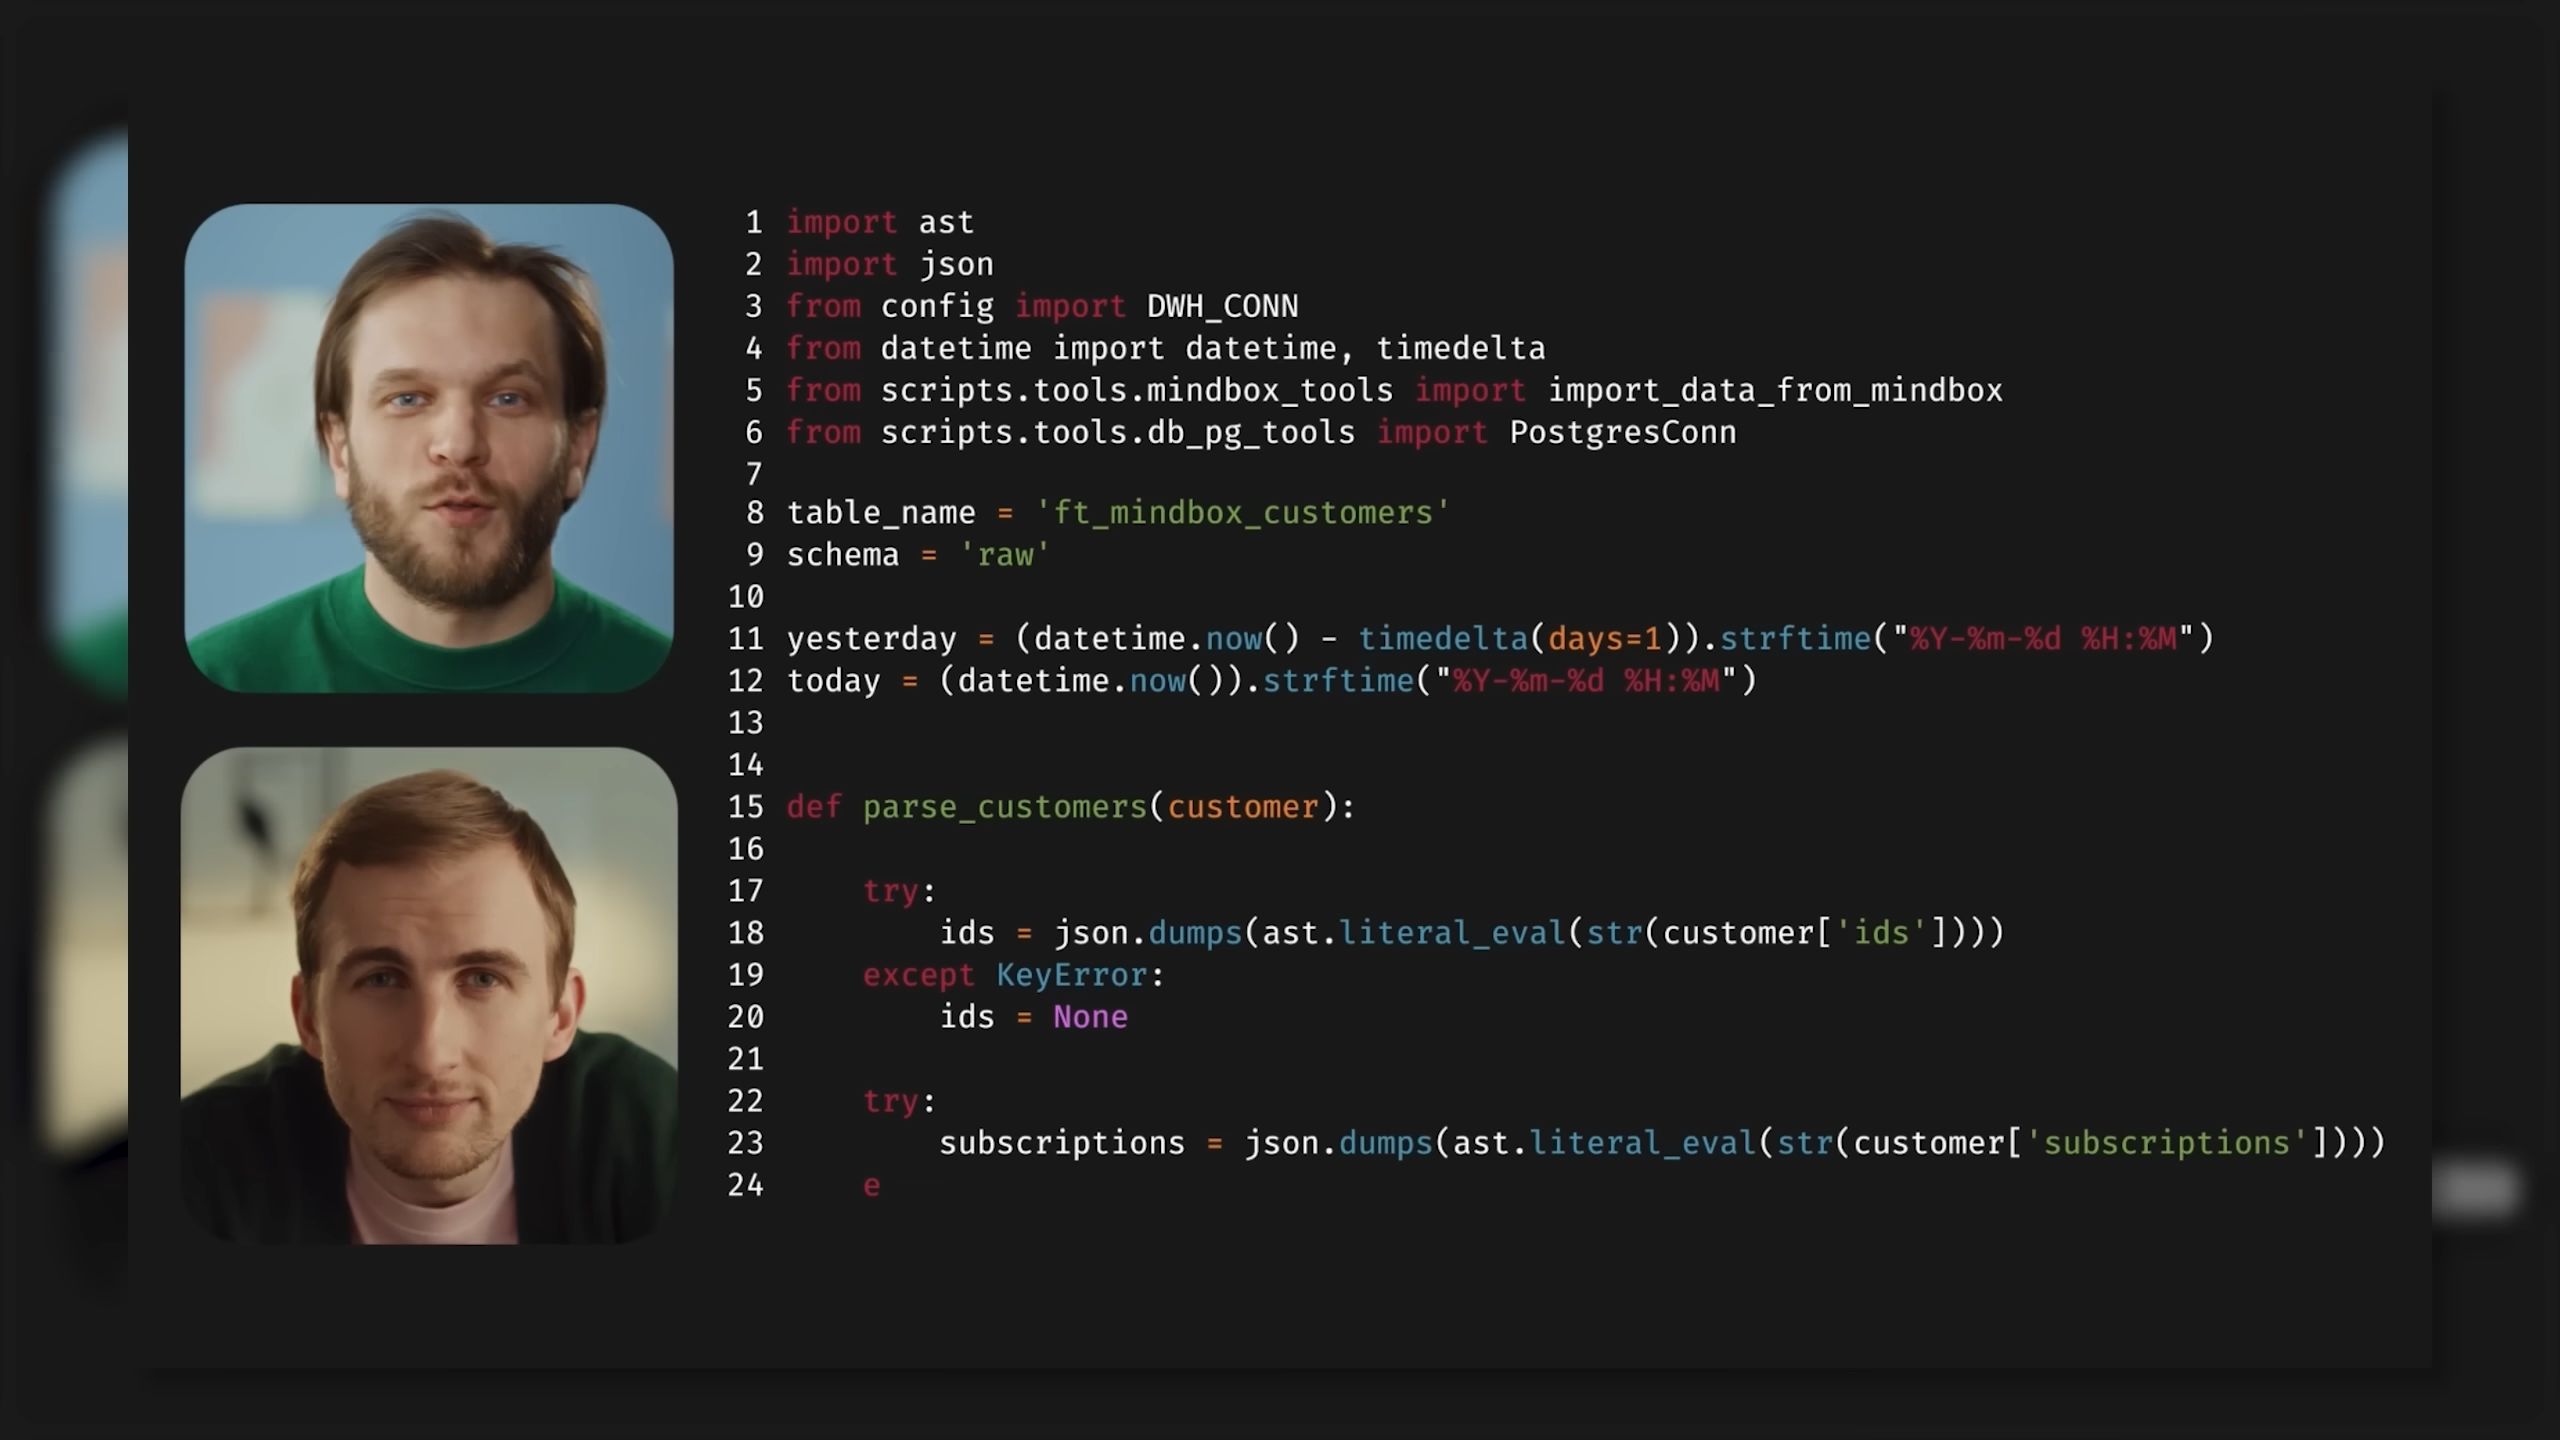 1 import ast
2 import json
3 from config import DWH_CONN
4 from datetime import datetime, timedelta
5 from scripts.tools.mindbox_tools import import_data_from_mindbox
6 from scripts.tools.db_pg_tools import PostgresConn
7
8 table_name = 'ft_mindbox_customers'
9 schema = 'raw'
10
11 yesterday = (datetime.now() - timedelta(days=1)).strftime("%Y-%m-%d %H:%M")
12 today = (datetime.now()).strftime("%Y-%m-%d %H:%M")
13
14
15 def parse_customers(customer):
16
17     try:
18         ids = json.dumps(ast.literal_eval(str(customer['ids'])))
19     except KeyError:
20         ids = None
21
22     try:
23         subscriptions = json.dumps(ast.literal_eval(str(customer['subscriptions'])))
24     e